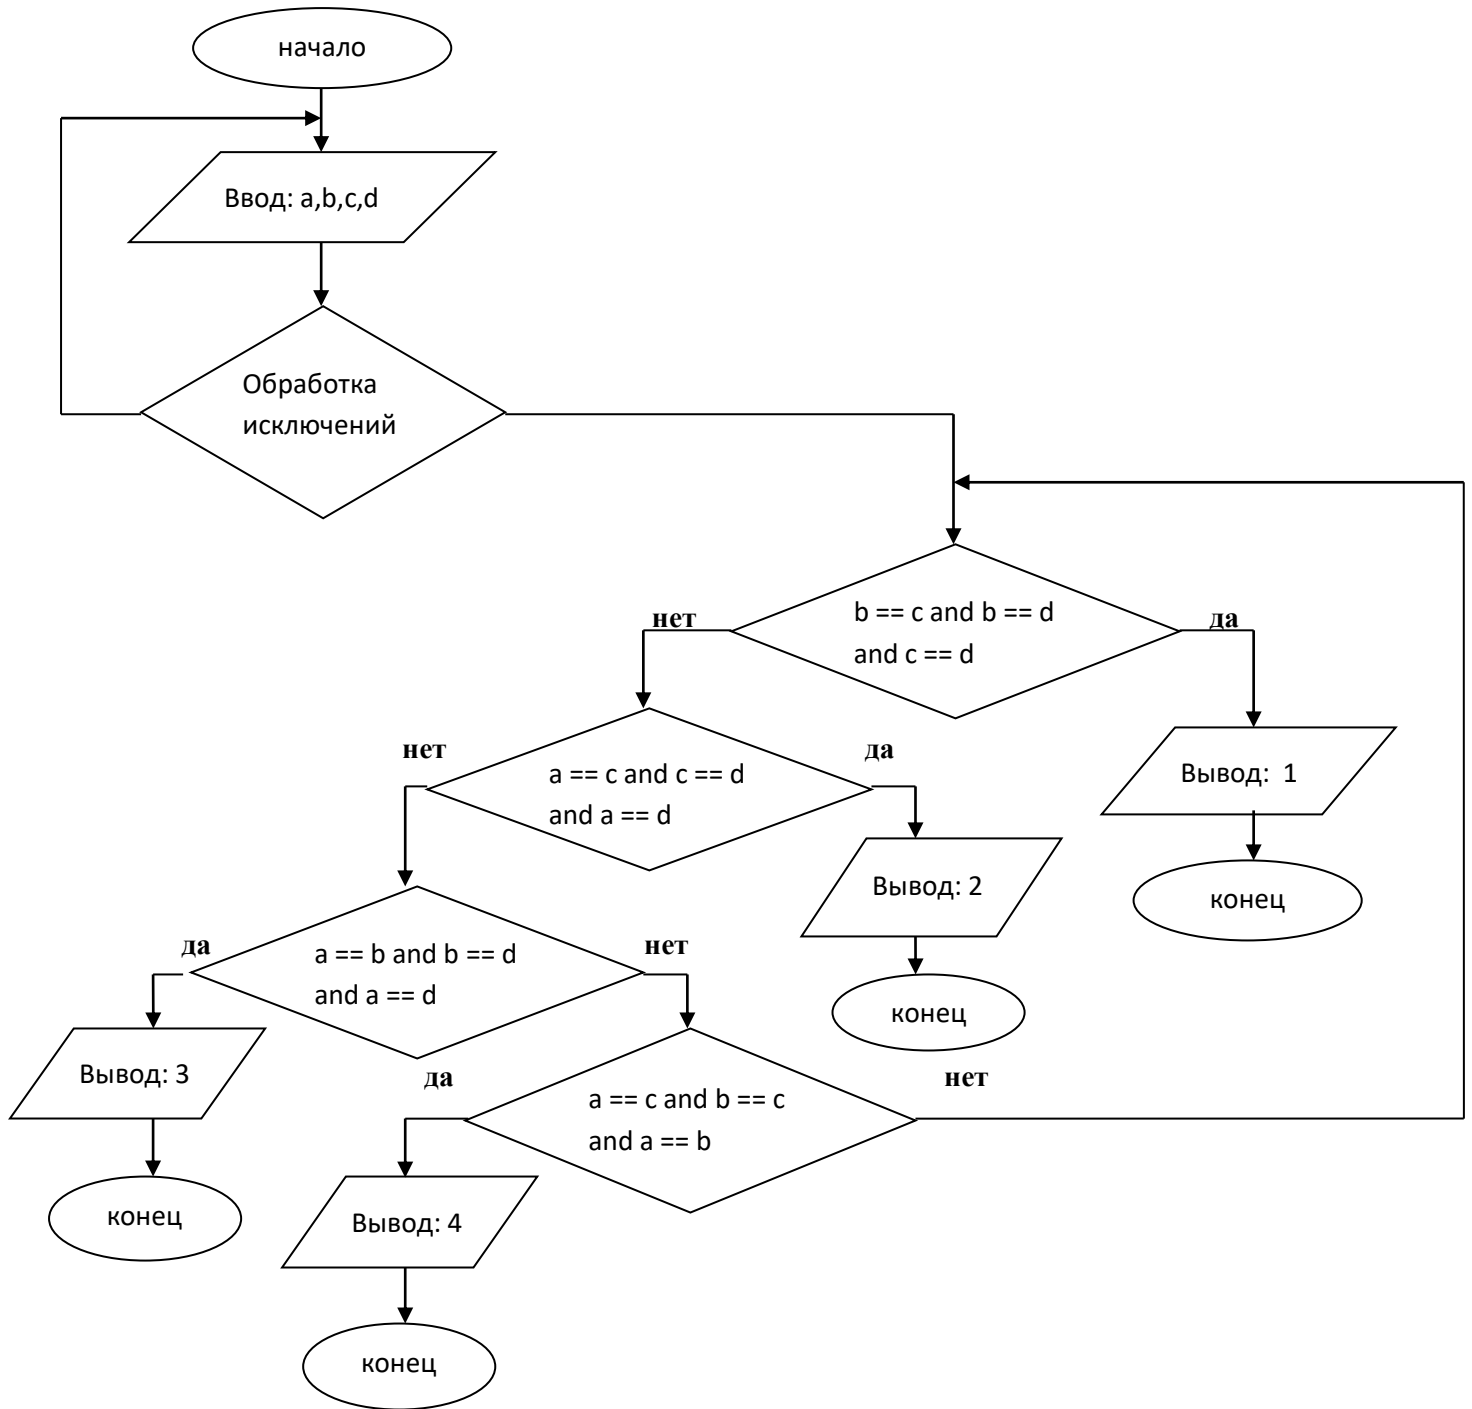 начало
Ввод: a,b,c,d
Обработка
исключений
нет
b == c and b == d
and c == d
да
нет
a == c and c == d
and a == d
да
Вывод:  1
Вывод: 2
конец
да
a == b and b == d
and a == d
нет
конец
Вывод: 3
да
a == c and b == c
and a == b
нет
конец
Вывод: 4
конец